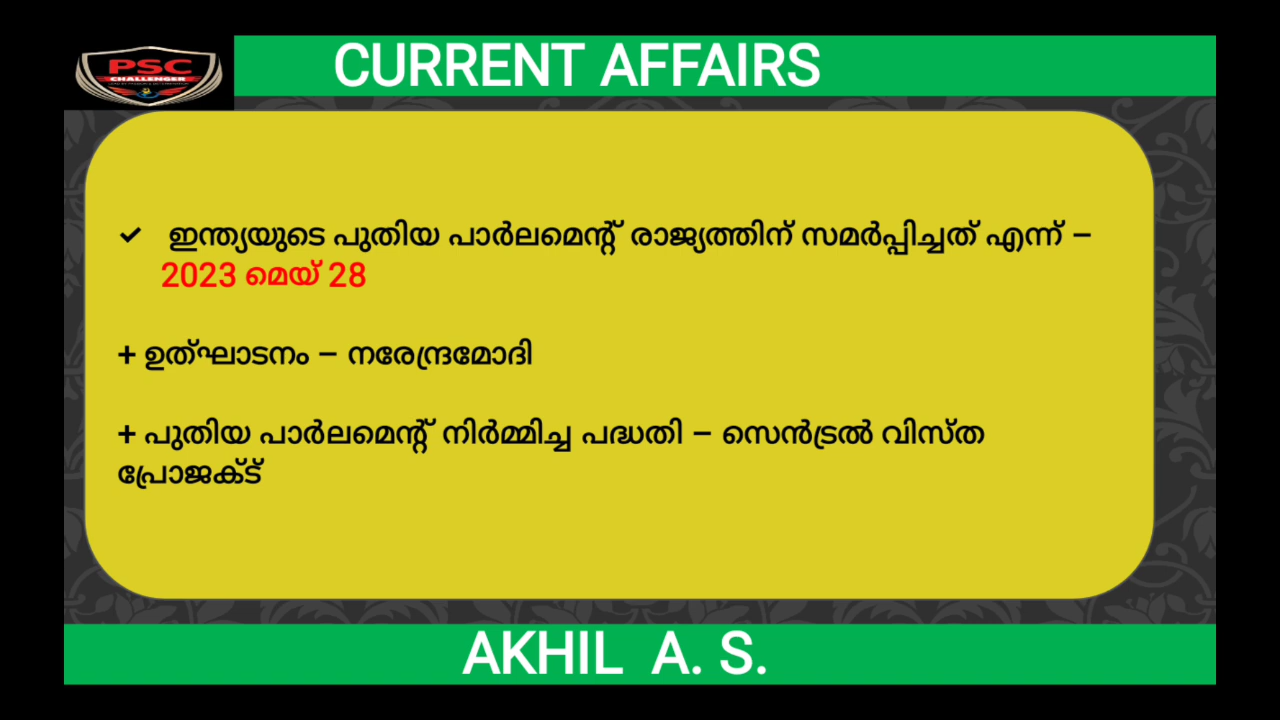 PSC
CHALLENGER
CURRENT AFFAIRS
✓ ഇന്ത്യയുടെ പുതിയ പാർലമെന്റ് രാജ്യത്തിന് സമർപ്പിച്ചത് എന്ന് –
2023 മെയ് 28
+ ഉത്ഘാടനം – നരേന്ദ്രമോദി
+ പുതിയ പാർലമെന്റ് നിർമ്മിച്ച പദ്ധതി – സെൻട്രൽ വിസ്ത
പ്രോജക്ട്
AKHIL A. S.